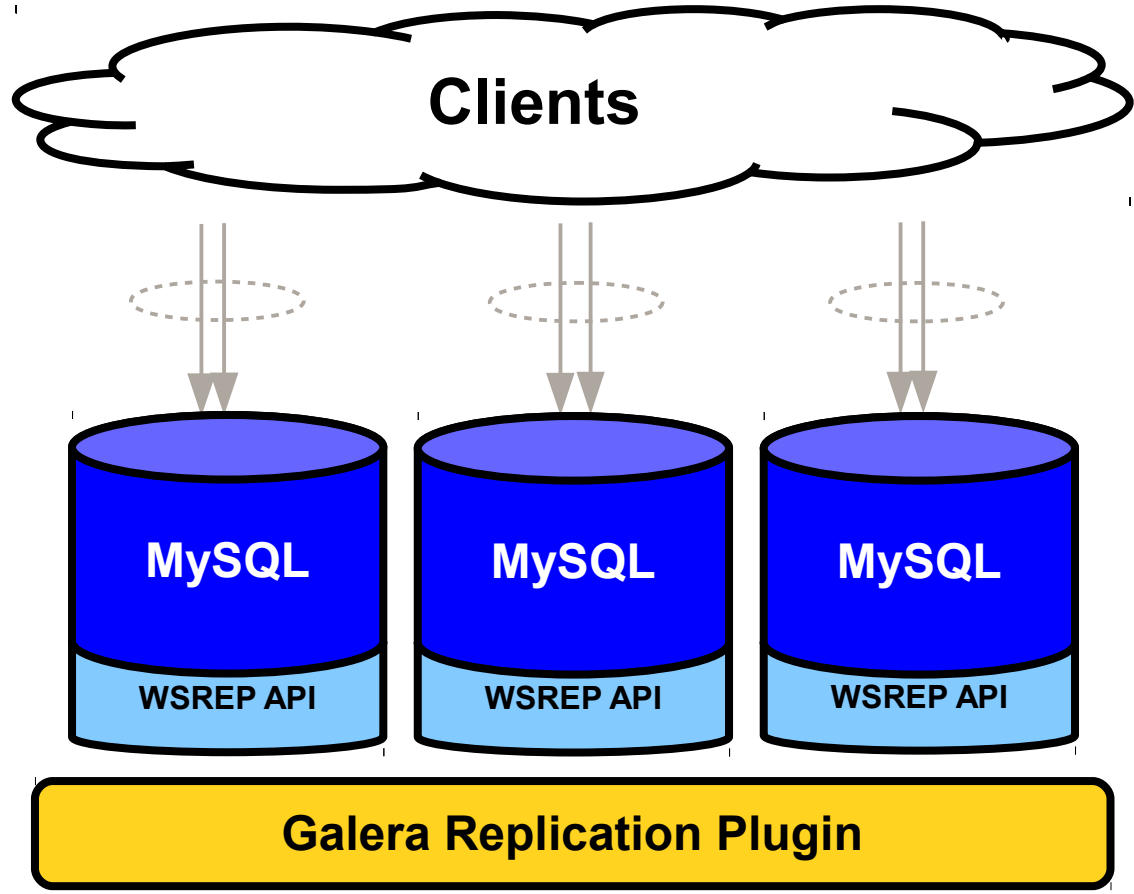 Clients
MySQL
MySQL
MySQL
WSREP API
WSREP API
WSREP API
Galera Replication Plugin